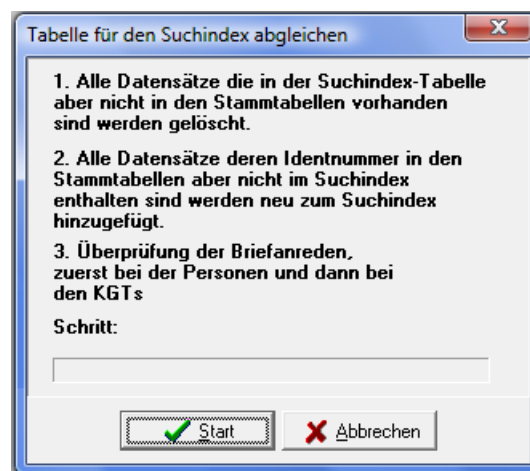 Tabelle für den Suchindex abgleichen
1. Alle Datensätze die in der Suchindex-Tabelle
aber nicht in den Stammtabellen vorhanden
sind werden gelöscht.
2. Alle Datensätze deren Identnummer in den
Stammtabellen aber nicht im Suchindex
enthalten sind werden neu zum Suchindex
hinzugefügt.
3. Überprüfung der Briefanreden,
zuerst bei der Personen und dann bei
den KGTs
Schritt:
Start
Abbrechen